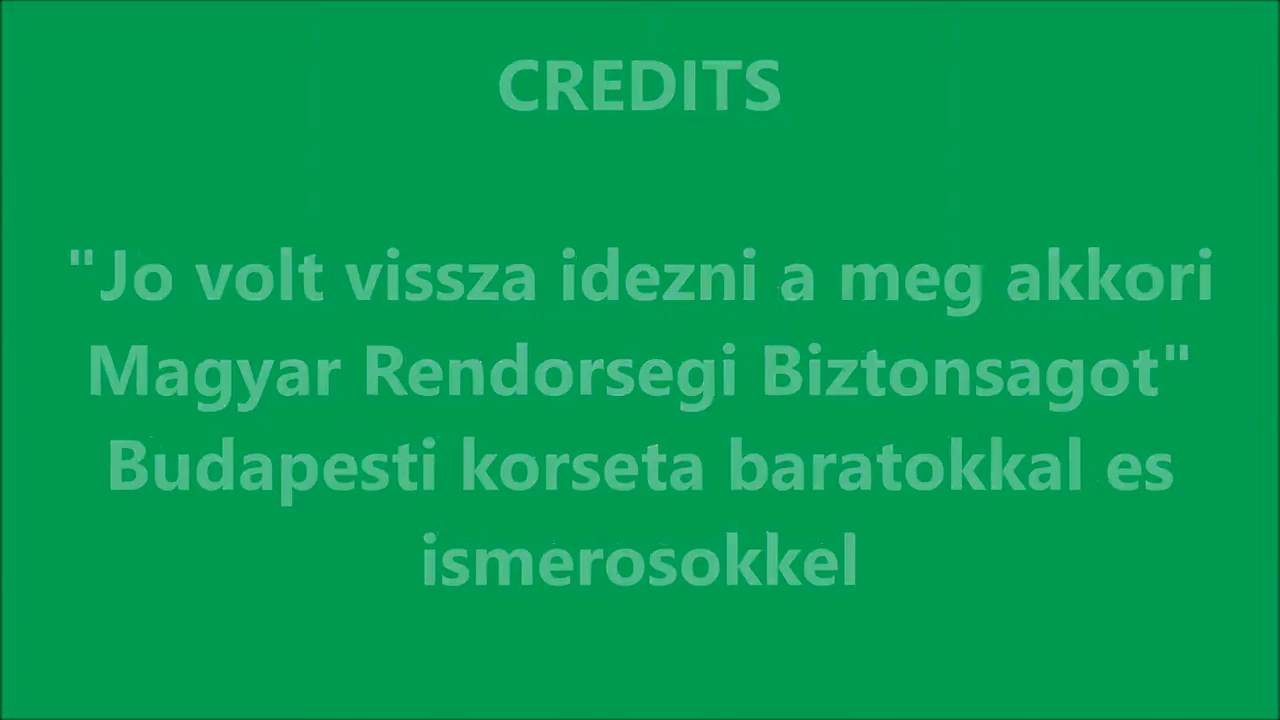 CREDITS
"Jo volt vissza idezni a meg akkori
Magyar Rendorsegi Biztonsagot"
Budapesti korseta baratokkal es
ismerosokkel